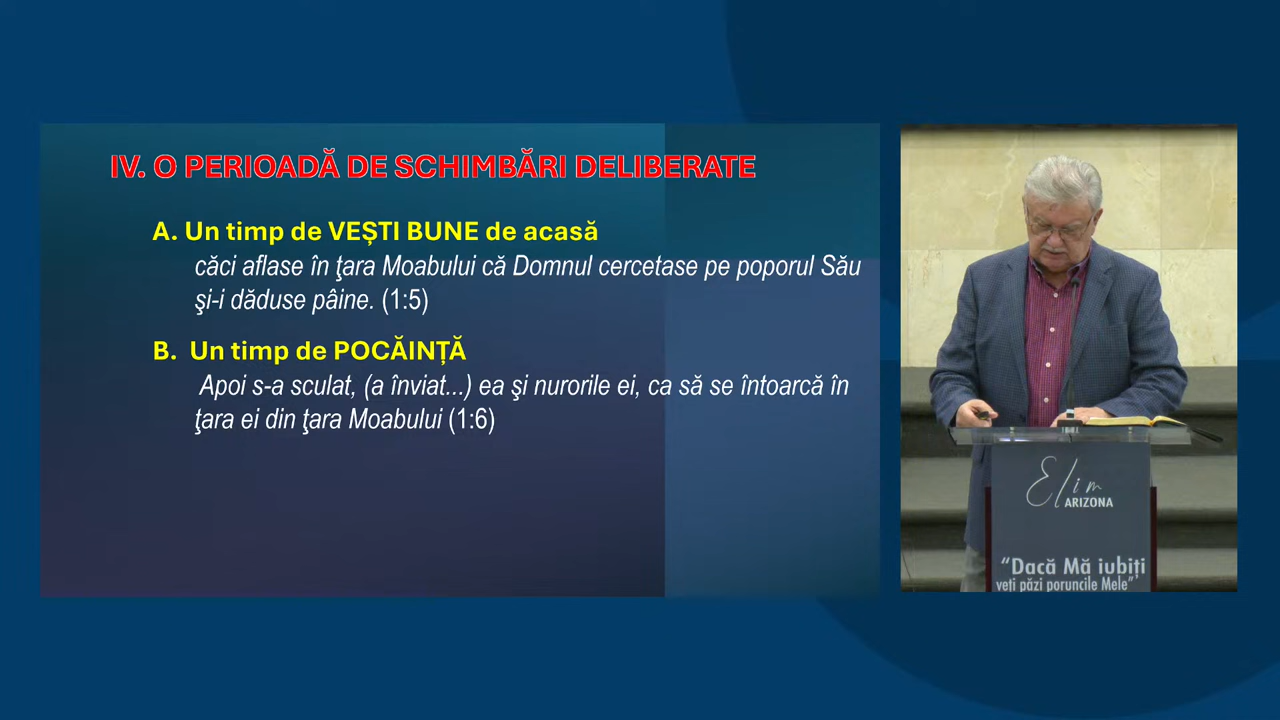 IV. O PERIOADĂ DE SCHIMBĂRI DELIBERATE
A. Un timp de VEȘTI BUNE de acasă
căci aflase în ţara Moabului că Domnul cercetase pe poporul Său
şi-i dăduse pâine. (1:5)
B. Un timp de POCĂINȚĂ
Apoi s-a sculat, (a înviat...) ea şi nurorile ei, ca să se întoarcă în
ţara ei din ţara Moabului (1:6)
Elim
ARIZONA
“Dacă Mă iubiți
veți păzi poruncile Mele”